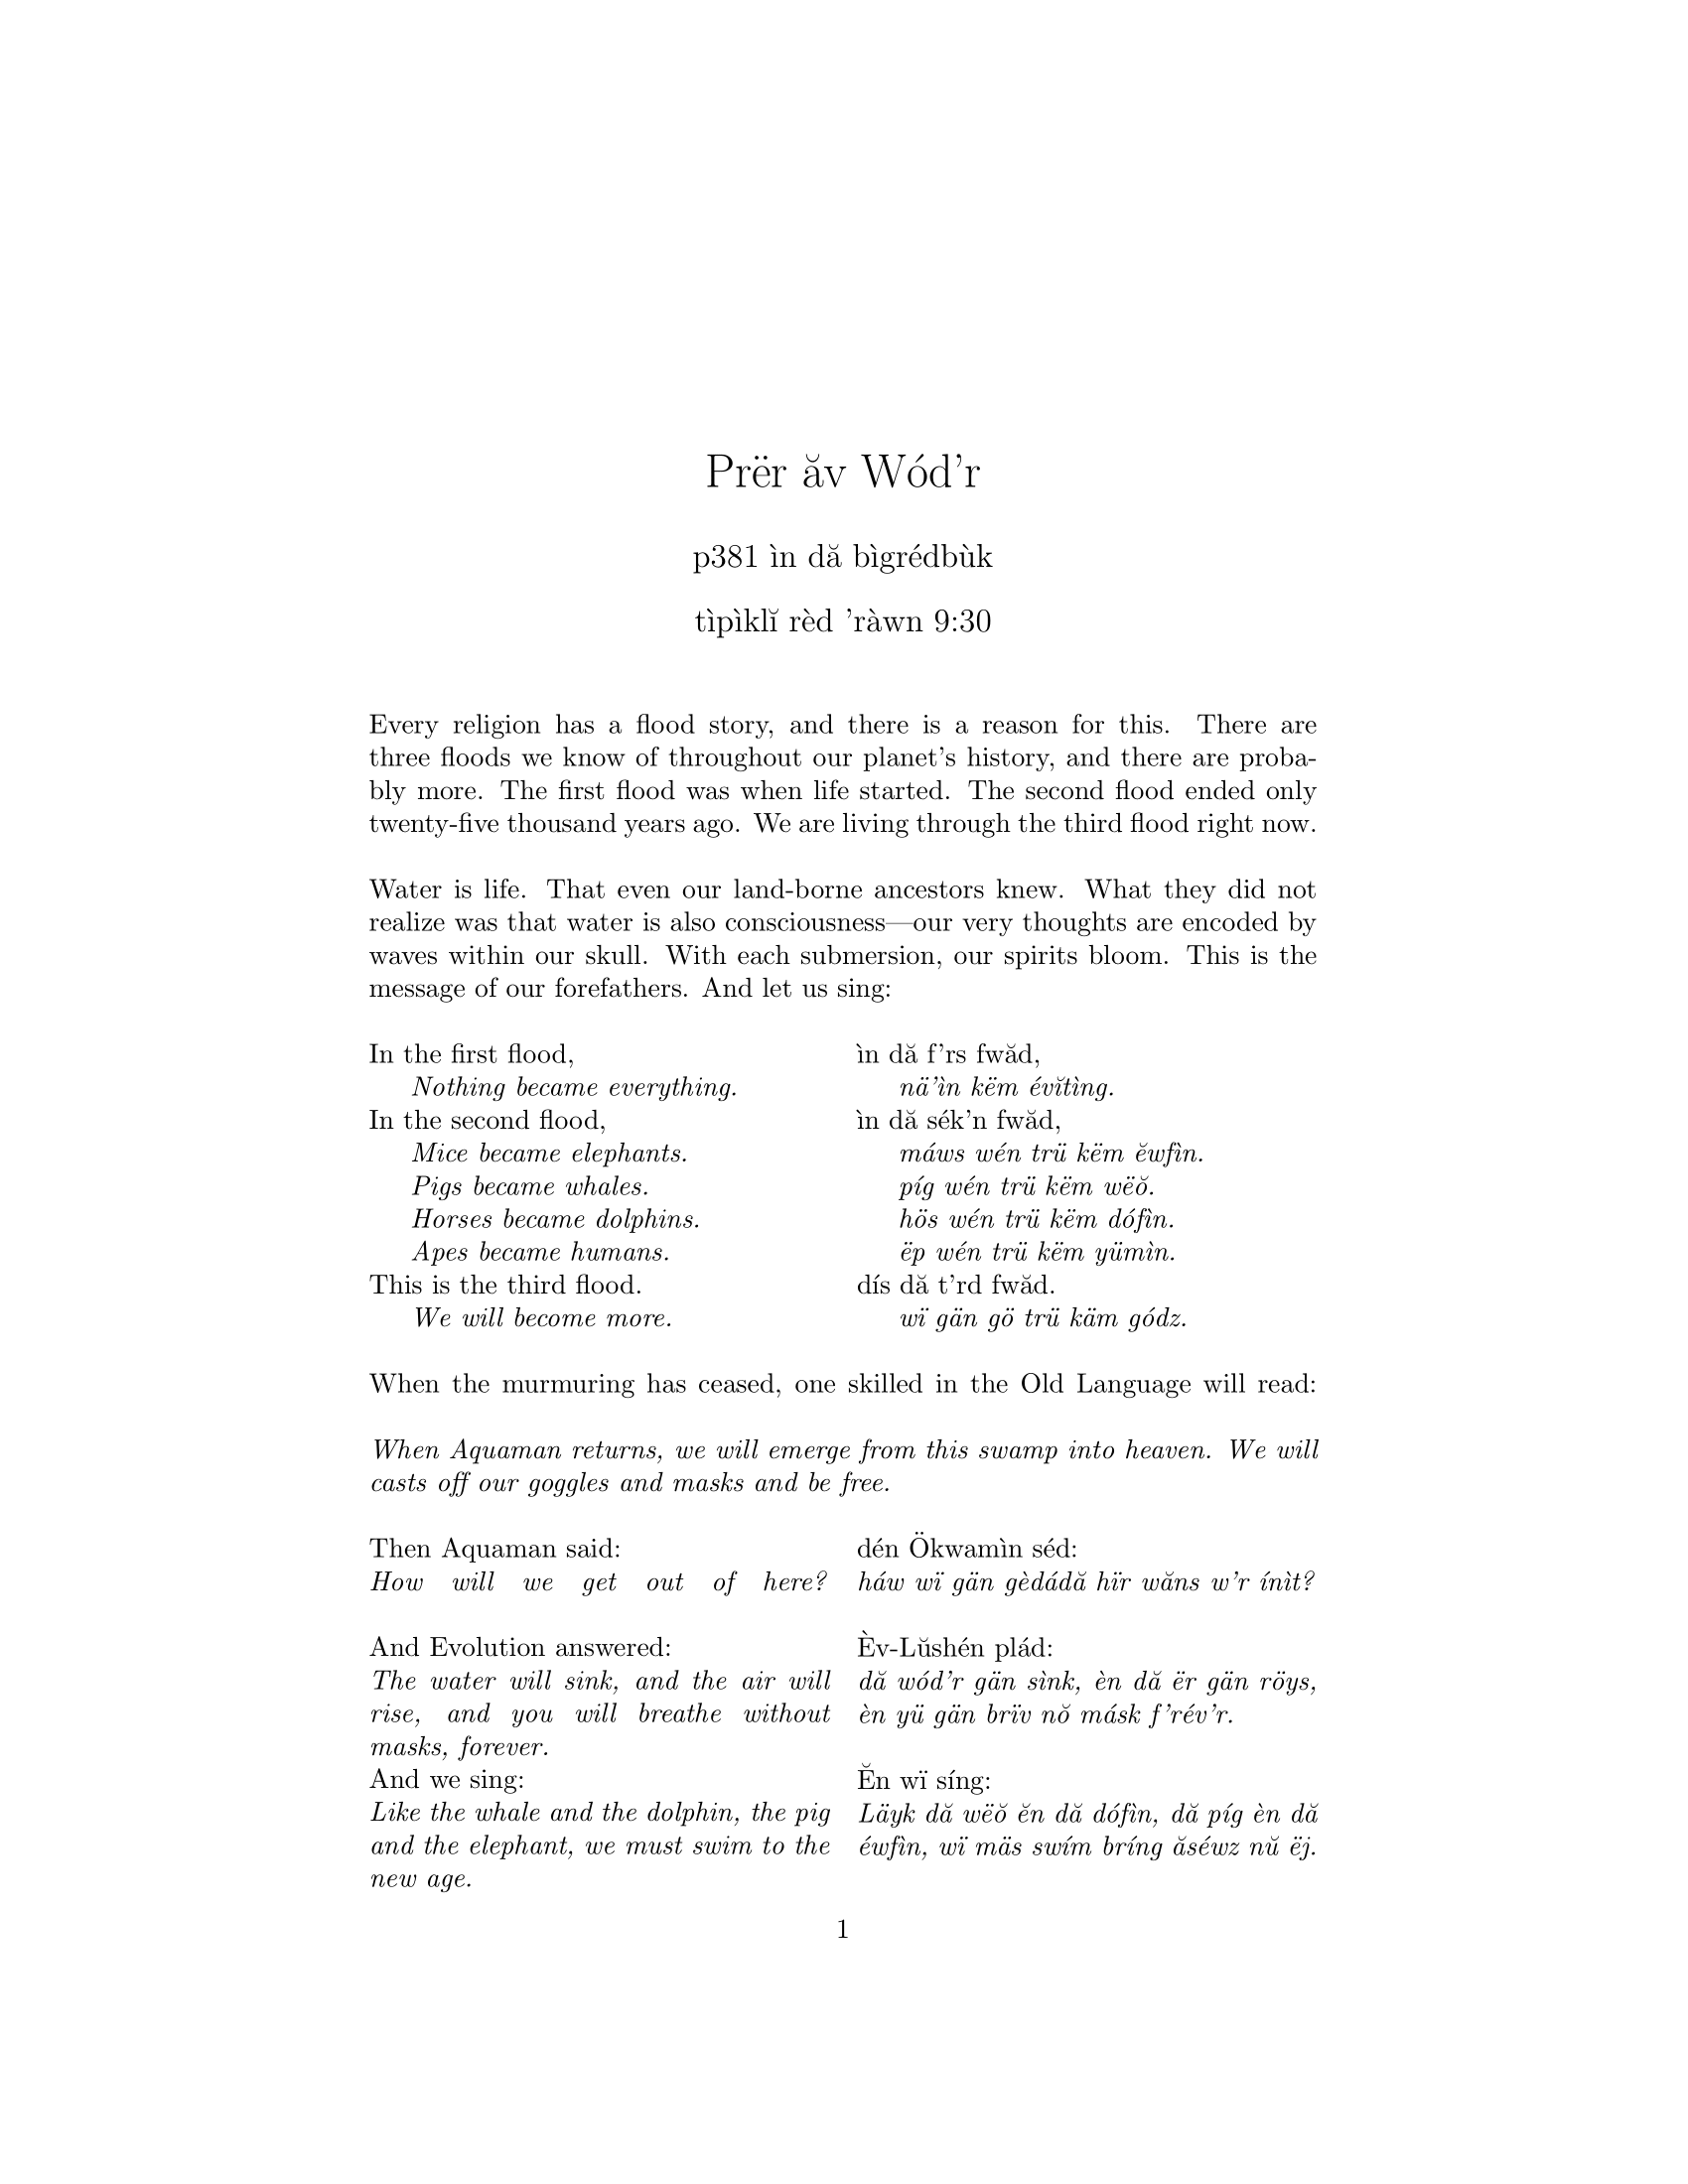 Prër ăv Wód’r
p381 ìn dă bìgrédbùk
tìpìklĭ rèd ’ràwn 9:30
Every religion has a flood story, and there is a reason for this. There are
three floods we know of throughout our planet’s history, and there are proba-
bly more. The first flood was when life started. The second flood ended only
twenty-five thousand years ago. We are living through the third flood right now.
Water is life. That even our land-borne ancestors knew. What they did not
realize was that water is also consciousness—our very thoughts are encoded by
waves within our skull. With each submersion, our spirits bloom. This is the
message of our forefathers. And let us sing:
In the first flood,
Nothing became everything.
In the second flood,
Mice became elephants.
Pigs became whales.
Horses became dolphins.
Apes became humans.
This is the third flood.
We will become more.
ìn dă f’rs fwăd,
nä’ìn këm évĭtìng.
ìn dă sék’n fwăd,
máws wén trü këm ĕwfìn.
píg wén trü këm wëŏ.
hös wén trü këm dófìn.
ëp wén trü këm yümìn.
dís dă t’rd fwăd.
wï gän gö trü käm gódz.
When the murmuring has ceased, one skilled in the Old Language will read:
When Aquaman returns, we will emerge from this swamp into heaven. We will
casts off our goggles and masks and be free.
Then Aquaman said:
How will we get out of here?
And Evolution answered:
The water will sink, and the air will
rise, and you will breathe without
masks, forever.
And we sing:
Like the whale and the dolphin, the pig
and the elephant, we must swim to the
new age.
dén Ökwamìn séd:
háw wï gän gèdádă hïr wăns w’r ínìt?
Èv-Lŭshén plád:
dă wód’r gän sìnk, èn dă ër gän röys,
èn yü gän brïv nŏ másk f’rév’r.
Ĕn wï síng:
Läyk dă wëŏ ĕn dă dófìn, dă píg èn dă
éwfìn, wï mäs swím bríng ăséwz nŭ ëj.
1